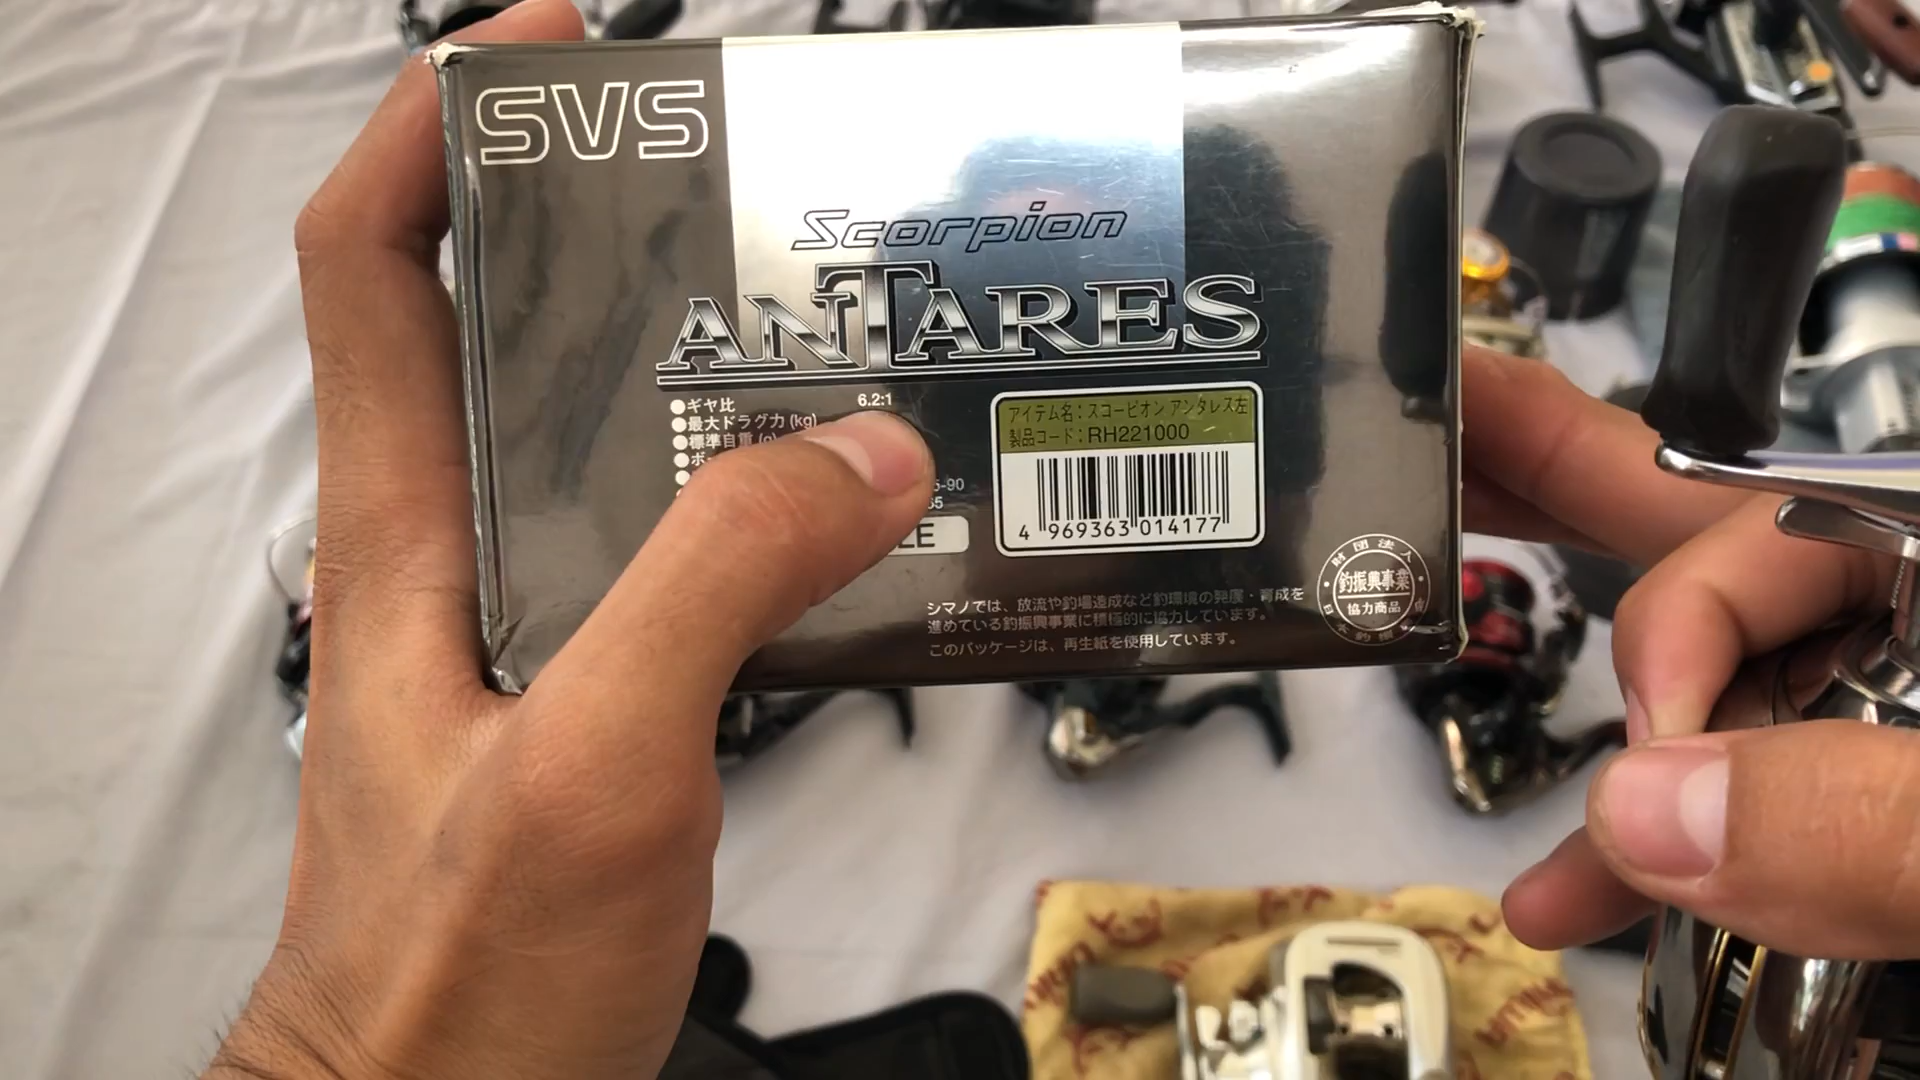 SVS
Scorpion
ANTARES
●ギヤ比 6.2:1
●最大ドラグ力(kg)
●標準自重(g)
アイテム名：スコーピオン アンタレス左
製品コード：RH221000
4 969363 014177
シマノでは、放流や釣場造成など釣環境の発展・育成を
進めている釣振興事業に積極的に協力しています。
このパッケージは、再生紙を使用しています。
財団法人
釣振興事業
協力商品